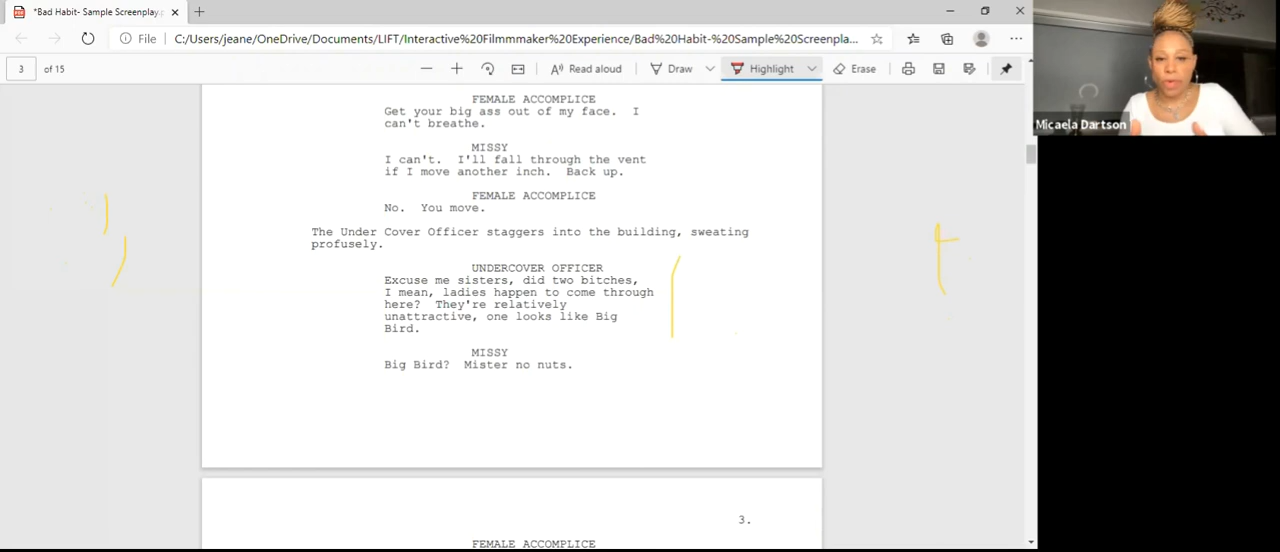 *Bad Habit- Sample Screenplay.p
File
C:/Users/jeane/OneDrive/Documents/LIFT/Interactive%20Filmmmaker%20Experience/Bad%20Habit-%20Sample%20Screenpla...
3 of 15
Read aloud
Draw
Highlight
Erase
Micaela Dartson
FEMALE ACCOMPLICE
Get your big ass out of my face. I
can't breathe.
MISSY
I can't. I'll fall through the vent
if I move another inch. Back up.
FEMALE ACCOMPLICE
No. You move.
The Under Cover Officer staggers into the building, sweating
profusely.
UNDERCOVER OFFICER
Excuse me sisters, did two bitches,
I mean, ladies happen to come through
here? They're relatively
unattractive, one looks like Big
Bird.
MISSY
Big Bird? Mister no nuts.
3.
FEMALE ACCOMPLICE